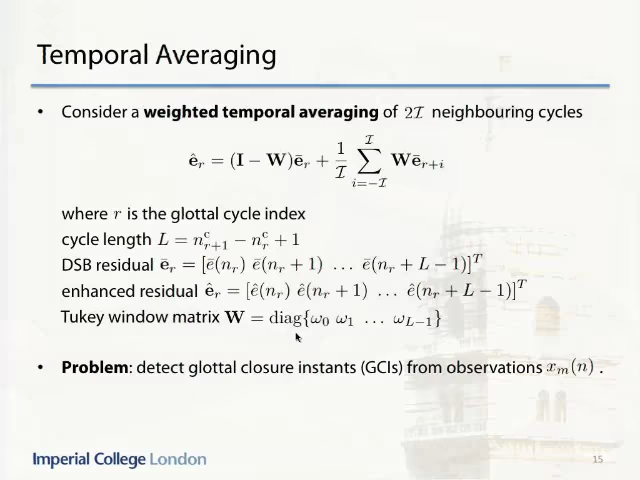 Temporal Averaging
• Consider a weighted temporal averaging of 2ℐ neighbouring cycles
ê_r = (I − W)ē_r + 1/ℐ ∑_{i=−ℐ}^{ℐ} Wē_{r+i}
where r is the glottal cycle index
cycle length L = n^c_{r+1} − n^c_r + 1
DSB residual ē_r = [ē(n_r) ē(n_r + 1) … ē(n_r + L − 1)]^T
enhanced residual ê_r = [ê(n_r) ê(n_r + 1) … ê(n_r + L − 1)]^T
Tukey window matrix W = diag{ω_0 ω_1 … ω_{L−1}}
• Problem: detect glottal closure instants (GCIs) from observations x_m(n) .
Imperial College London
15